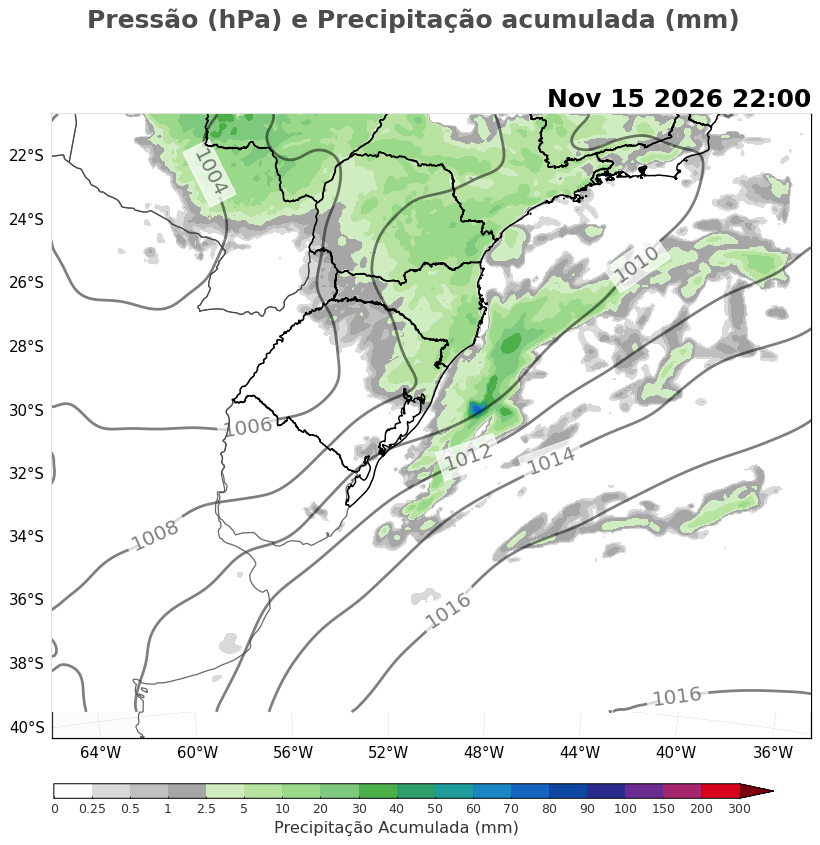 Pressão (hPa) e Precipitação acumulada (mm)
Nov 15 2026 22:00
22°S
24°S
26°S
28°S
30°S
32°S
34°S
36°S
38°S
40°S
1004
1010
1006
1012
1014
1008
1016
1016
64°W 60°W 56°W 52°W 48°W 44°W 40°W 36°W
0 0.25 0.5 1 2.5 5 10 20 30 40 50 60 70 80 90 100 150 200 300
Precipitação Acumulada (mm)